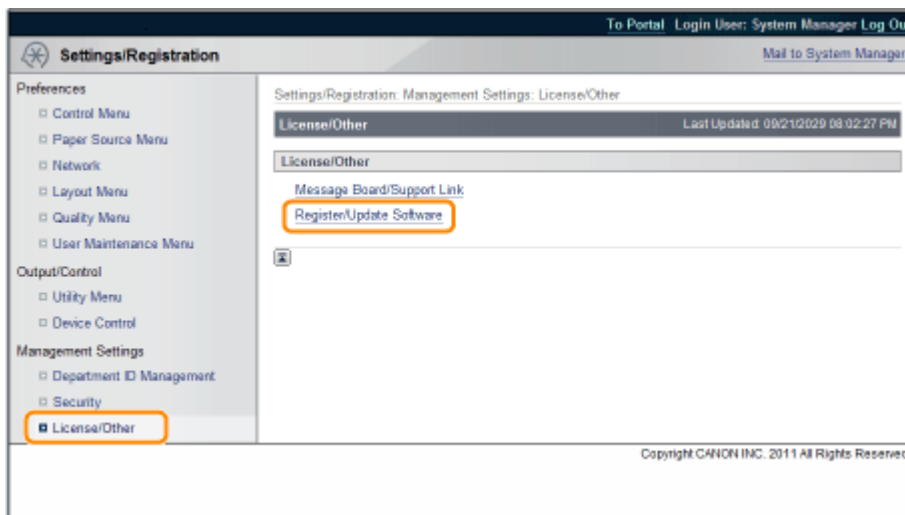 To Portal Login User: System Manager Log Ou
Settings/Registration
Mail to System Manager
Preferences
Control Menu
Paper Source Menu
Network
Layout Menu
Quality Menu
User Maintenance Menu
Output/Control
Utility Menu
Device Control
Management Settings
Department ID Management
Security
License/Other
Settings/Registration: Management Settings: License/Other
License/Other
Last Updated: 09/21/2029 08:02:27 PM
License/Other
Message Board/Support Link
Register/Update Software
Copyright CANON INC. 2011 All Rights Reserved